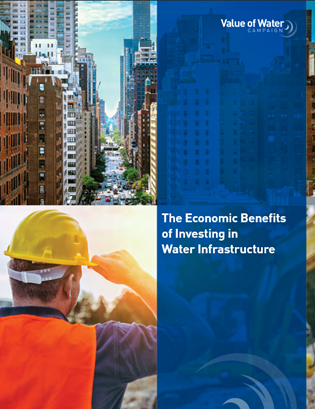 Value of Water
CAMPAIGN
The Economic Benefits
of Investing in
Water Infrastructure